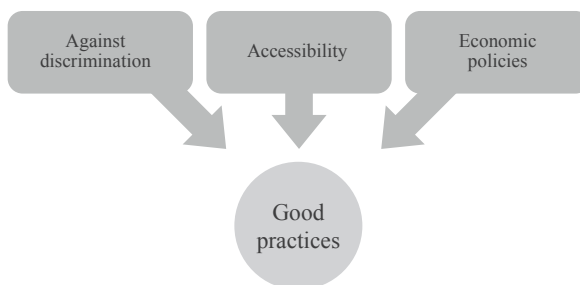 Against
discrimination
Accessibility
Economic
policies
Good
practices